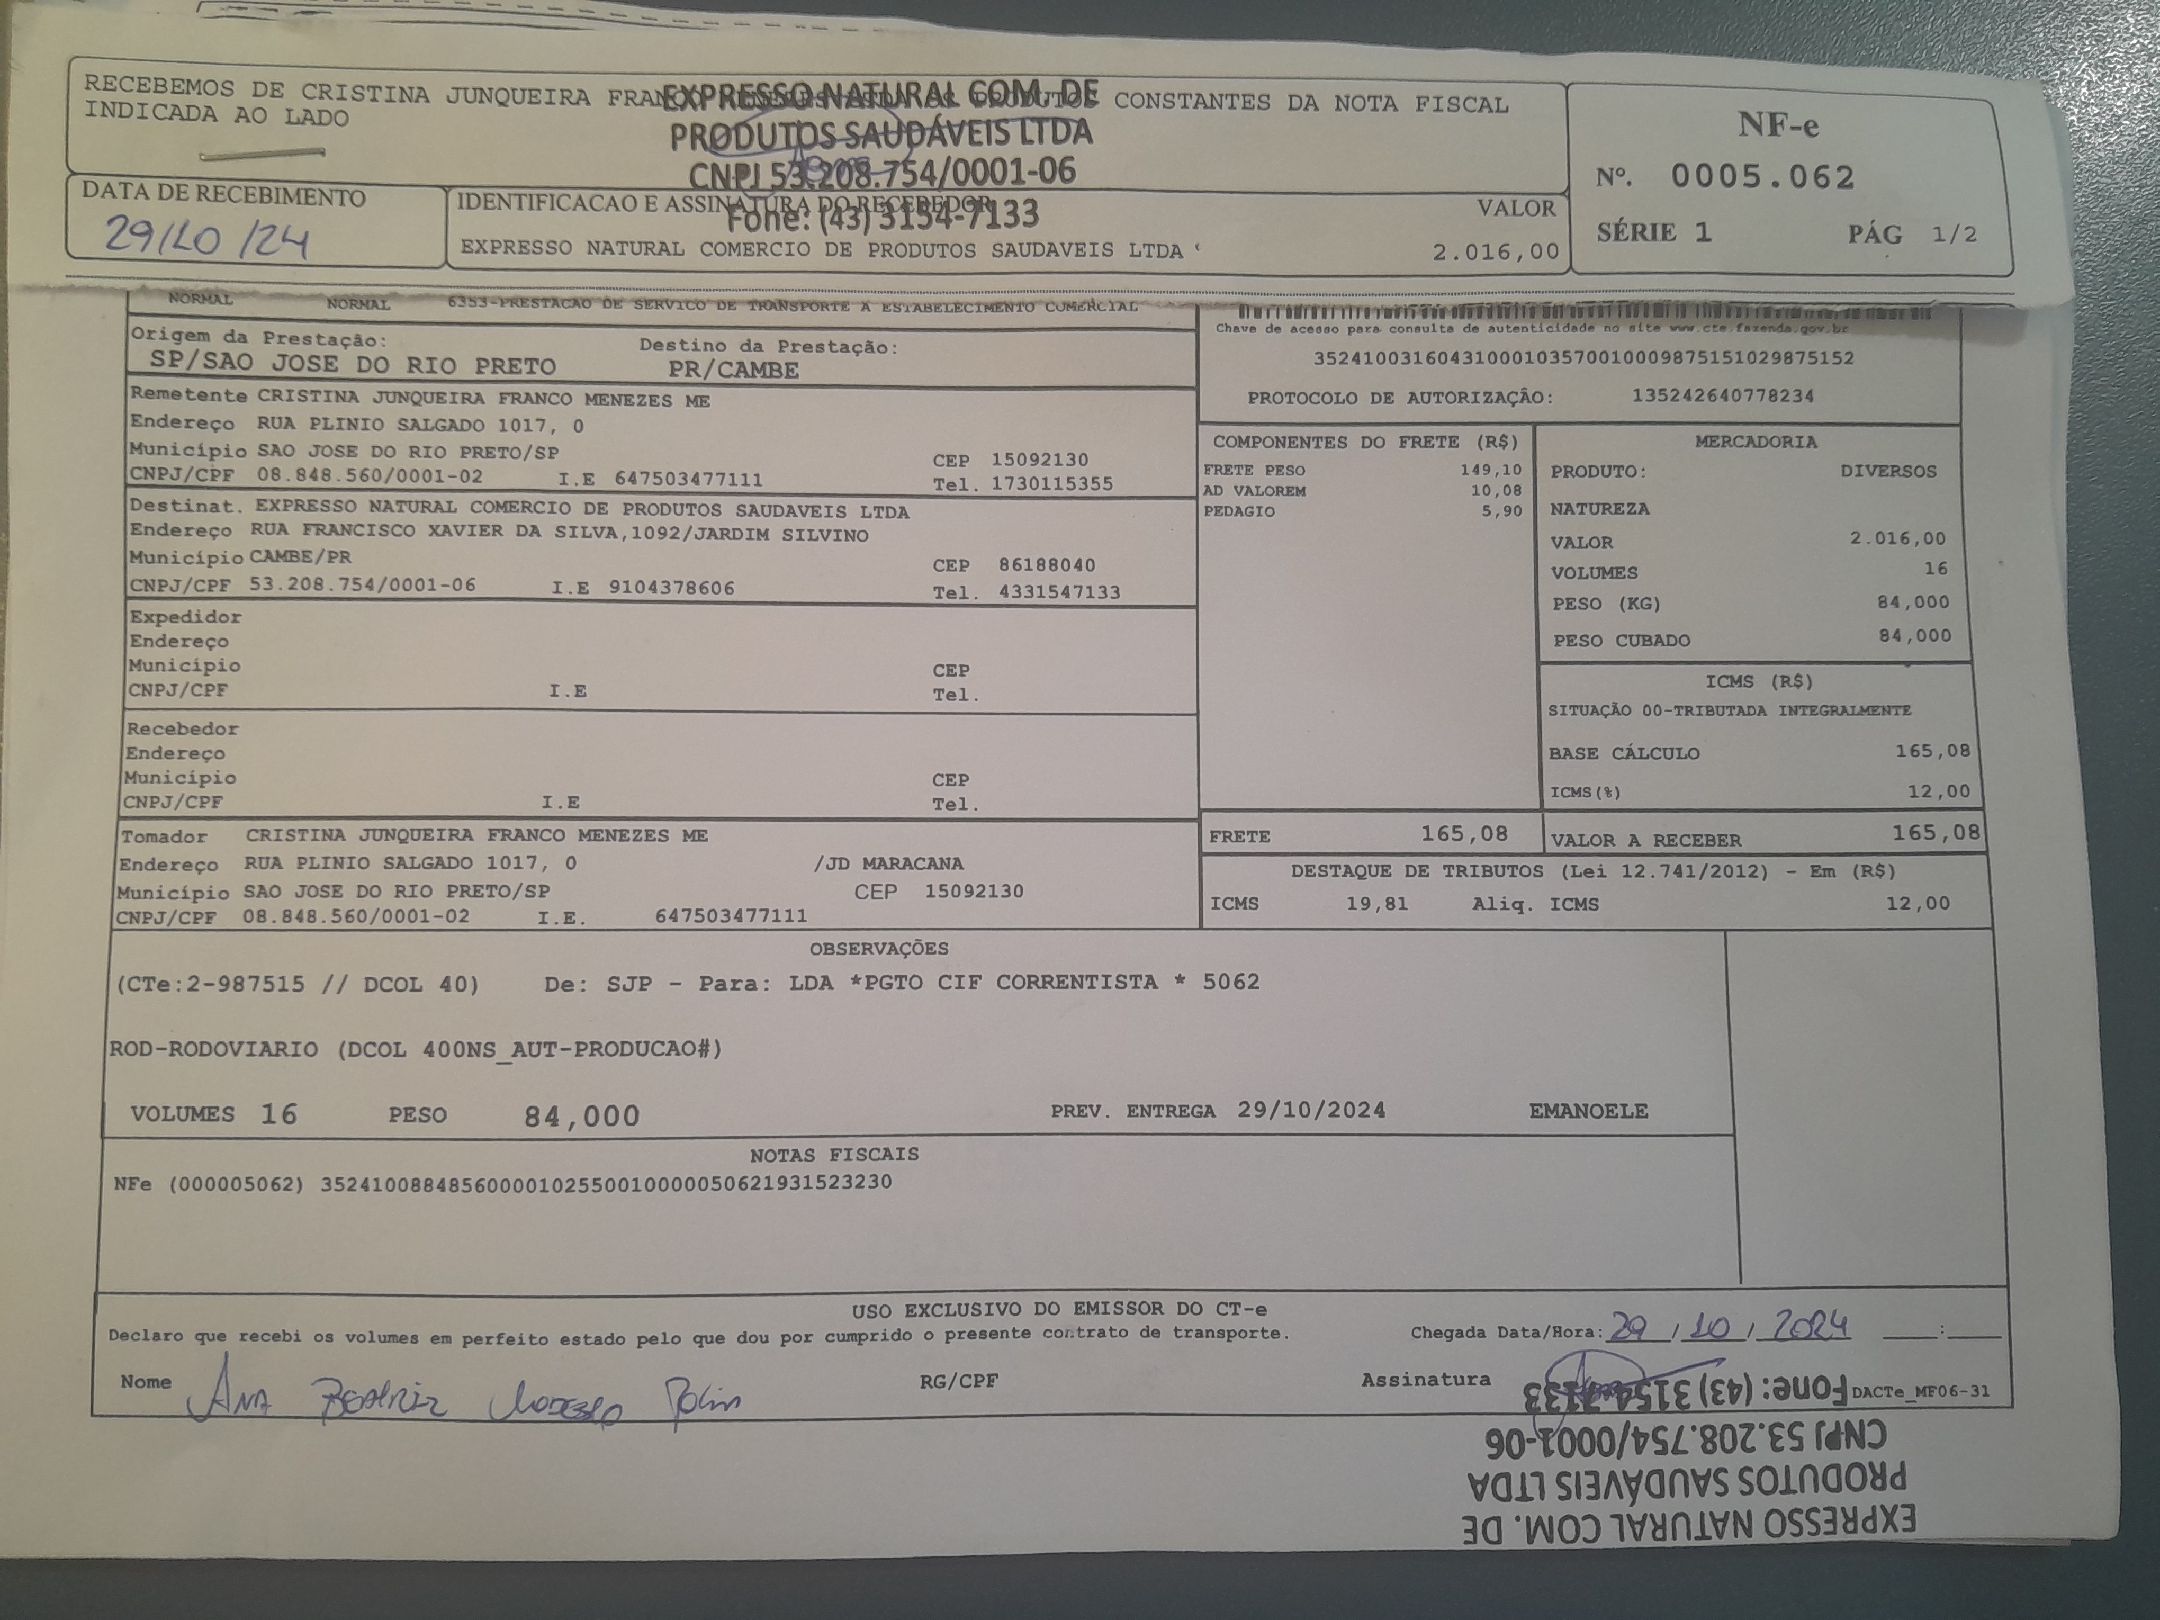 RECEBEMOS DE CRISTINA JUNQUEIRA CONSTANTES DA NOTA FISCAL
INDICADA AO LADO
EXPRESSO NATURAL COM. DE
PRODUTOS SAUDÁVEIS LTDA
CNPJ 53.208.754/0001-06
Fone: (43) 3154-7133
NF-e
Nº. 0005.062
SÉRIE 1 PÁG 1/2
DATA DE RECEBIMENTO
29/10/24
IDENTIFICACAO E ASSINATURA DO RECEBEDOR
EXPRESSO NATURAL COMERCIO DE PRODUTOS SAUDAVEIS LTDA
VALOR
2.016,00
NORMAL NORMAL 6353-PRESTACAO DE SERVICO DE TRANSPORTE A ESTABELECIMENTO COMERCIAL
Chave de acesso para consulta de autenticidade no site www.cte.fazenda.gov.br
35241003160431000103570010009875151029875152
PROTOCOLO DE AUTORIZAÇÃO: 135242640778234
Origem da Prestação: Destino da Prestação:
SP/SAO JOSE DO RIO PRETO PR/CAMBE
Remetente CRISTINA JUNQUEIRA FRANCO MENEZES ME
Endereço RUA PLINIO SALGADO 1017, 0
Município SAO JOSE DO RIO PRETO/SP CEP 15092130
CNPJ/CPF 08.848.560/0001-02 I.E 647503477111 Tel. 1730115355
Destinat. EXPRESSO NATURAL COMERCIO DE PRODUTOS SAUDAVEIS LTDA
Endereço RUA FRANCISCO XAVIER DA SILVA,1092/JARDIM SILVINO
Município CAMBE/PR CEP 86188040
CNPJ/CPF 53.208.754/0001-06 I.E 9104378606 Tel. 4331547133
Expedidor
Endereço
Município CEP
CNPJ/CPF I.E Tel.
Recebedor
Endereço
Município CEP
CNPJ/CPF I.E Tel.
Tomador CRISTINA JUNQUEIRA FRANCO MENEZES ME
Endereço RUA PLINIO SALGADO 1017, 0 /JD MARACANA
Município SAO JOSE DO RIO PRETO/SP CEP 15092130
CNPJ/CPF 08.848.560/0001-02 I.E. 647503477111
COMPONENTES DO FRETE (R$)
FRETE PESO 149,10
AD VALOREM 10,08
PEDAGIO 5,90
MERCADORIA
PRODUTO: DIVERSOS
NATUREZA
VALOR 2.016,00
VOLUMES 16
PESO (KG) 84,000
PESO CUBADO 84,000
ICMS (R$)
SITUAÇÃO 00-TRIBUTADA INTEGRALMENTE
BASE CÁLCULO 165,08
ICMS(%) 12,00
FRETE 165,08 VALOR A RECEBER 165,08
DESTAQUE DE TRIBUTOS (Lei 12.741/2012) - Em (R$)
ICMS 19,81 Aliq. ICMS 12,00
OBSERVAÇÕES
(CTe:2-987515 // DCOL 40) De: SJP - Para: LDA *PGTO CIF CORRENTISTA * 5062
ROD-RODOVIARIO (DCOL 400NS_AUT-PRODUCAO#)
VOLUMES 16 PESO 84,000 PREV. ENTREGA 29/10/2024 EMANOELE
NOTAS FISCAIS
NFe (000005062) 35241008848560000102550010000050621931523230
USO EXCLUSIVO DO EMISSOR DO CT-e
Declaro que recebi os volumes em perfeito estado pelo que dou por cumprido o presente contrato de transporte. Chegada Data/Hora: 29/10/2024 __:__
Nome Ana Beatriz RG/CPF Assinatura DACTe_MF06-31
EXPRESSO NATURAL COM. DE
PRODUTOS SAUDÁVEIS LTDA
CNPJ 53.208.754/0001-06
Fone: (43) 3154-7133